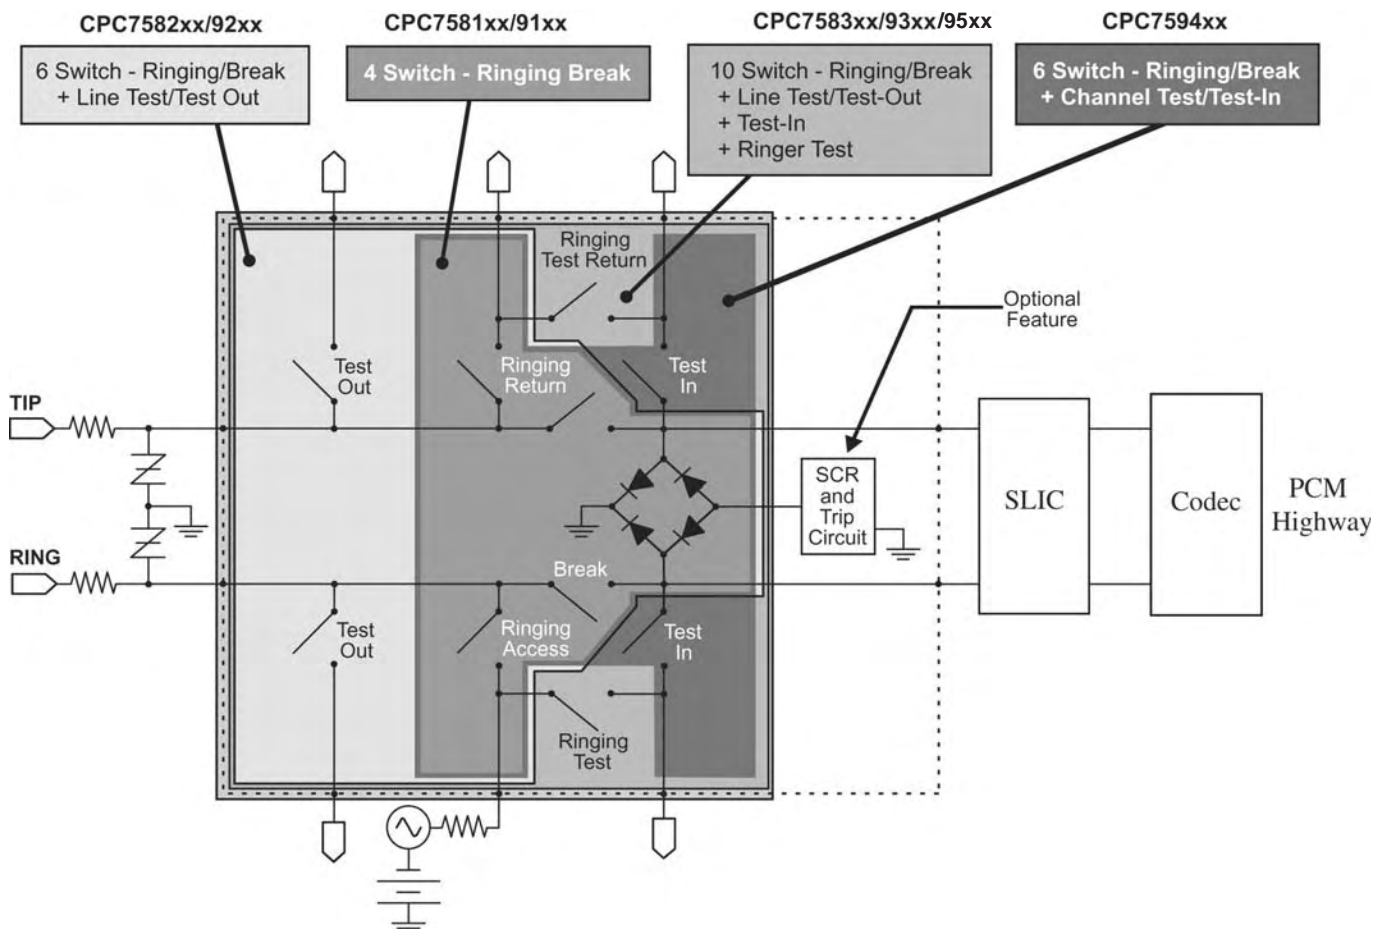 CPC7582xx/92xx
CPC7581xx/91xx
CPC7583xx/93xx/95xx
CPC7594xx
6 Switch - Ringing/Break
+ Line Test/Test Out
4 Switch - Ringing Break
10 Switch - Ringing/Break
+ Line Test/Test-Out
+ Test-In
+ Ringer Test
6 Switch - Ringing/Break
+ Channel Test/Test-In
Ringing
Test Return
Optional
Feature
Test
Out
Ringing
Return
Test
In
TIP
SCR
and
Trip
Circuit
SLIC
Codec
PCM
Highway
RING
Break
Test
Out
Ringing
Access
Test
In
Ringing
Test